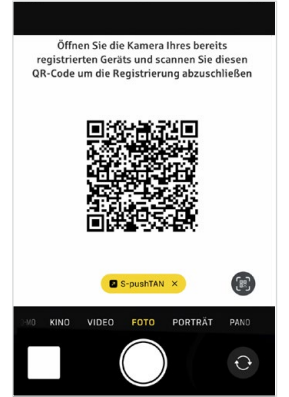 Öffnen Sie die Kamera Ihres bereits
registrierten Geräts und scannen Sie diesen
QR-Code um die Registrierung abzuschließen
S-pushTAN ×
KINO VIDEO FOTO PORTRÄT PANO